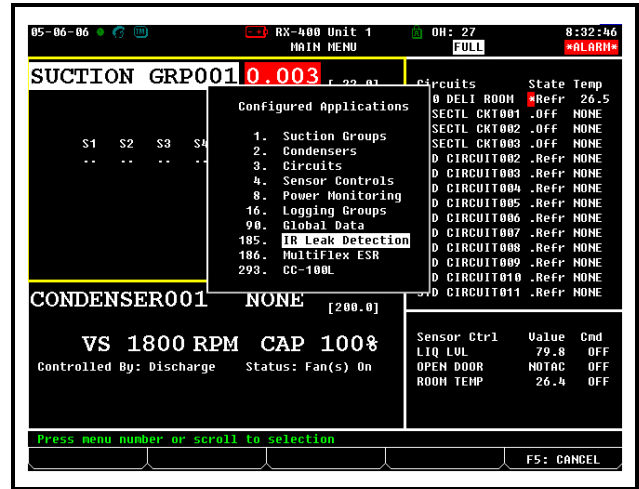 05-06-06 RX-400 Unit 1 OH: 27 8:32:46
MAIN MENU FULL *ALARM*
SUCTION GRP001 0.003
S1 S2 S3 S4
-- -- --
Configured Applications
1. Suction Groups
2. Condensers
3. Circuits
4. Sensor Controls
8. Power Monitoring
16. Logging Groups
90. Global Data
185. IR Leak Detection
186. MultiFlex ESR
293. CC-100L
Circuits State Temp
0 DELI ROOM *Refr 26.5
SECTL CKT001 .Off NONE
SECTL CKT002 .Off NONE
SECTL CKT003 .Off NONE
D CIRCUIT002 .Refr NONE
D CIRCUIT003 .Refr NONE
D CIRCUIT004 .Refr NONE
D CIRCUIT005 .Refr NONE
D CIRCUIT006 .Refr NONE
D CIRCUIT007 .Refr NONE
D CIRCUIT008 .Refr NONE
D CIRCUIT009 .Refr NONE
D CIRCUIT010 .Refr NONE
STD CIRCUIT011 .Refr NONE
CONDENSER001 NONE [200.0]
VS 1800 RPM CAP 100%
Controlled By: Discharge Status: Fan(s) On
Sensor Ctrl Value Cmd
LIQ LVL 79.8 OFF
OPEN DOOR NOTAC OFF
ROOM TEMP 26.4 OFF
Press menu number or scroll to selection
F5: CANCEL